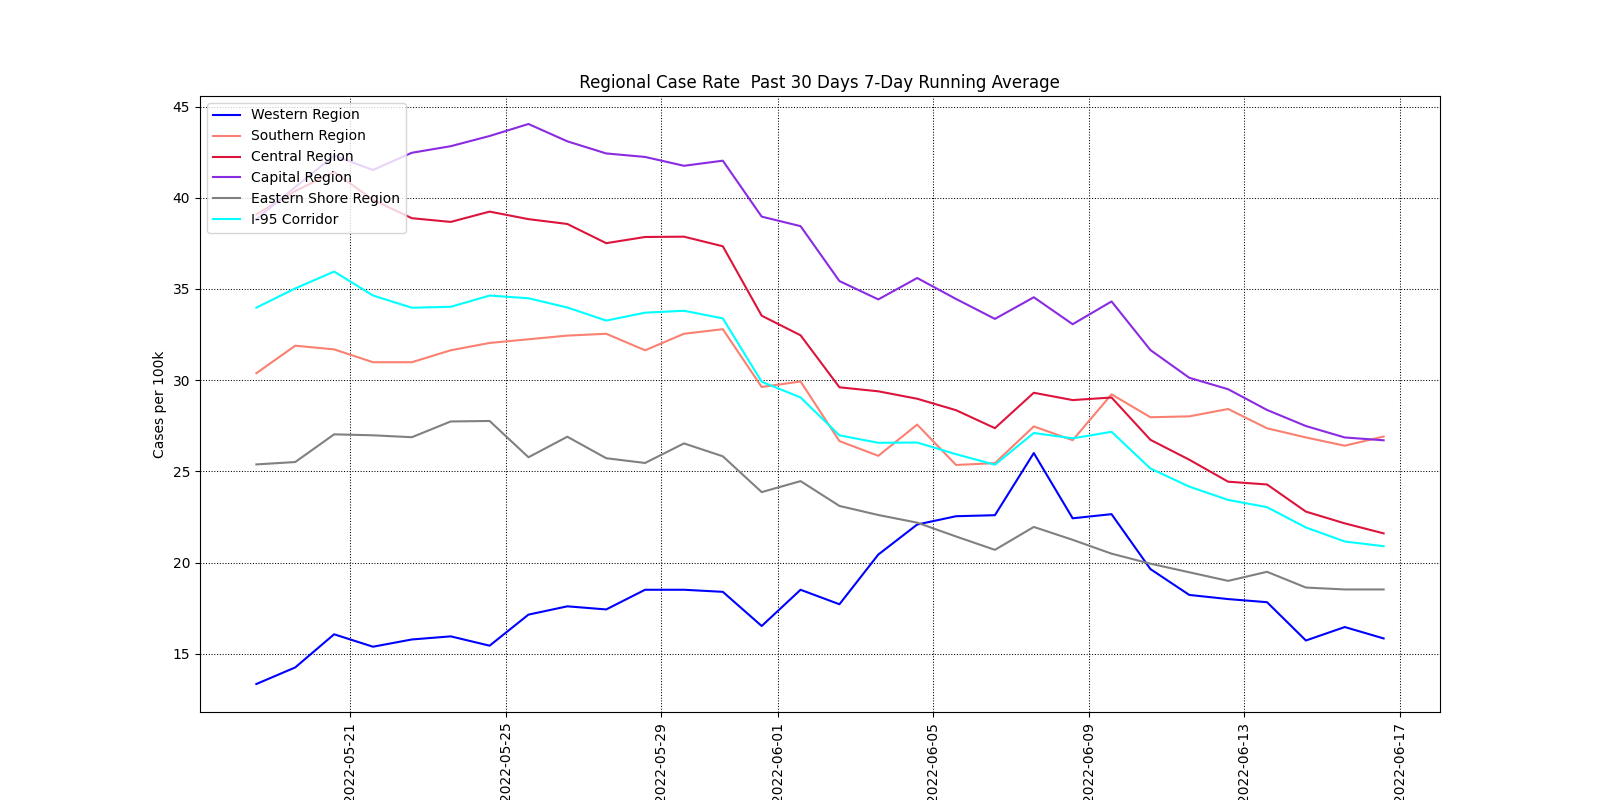 Regional Case Rate  Past 30 Days 7-Day Running Average
Western Region
Southern Region
Central Region
Capital Region
Eastern Shore Region
I-95 Corridor
Cases per 100k
45
40
35
30
25
20
15
2022-05-21
2022-05-25
2022-05-29
2022-06-01
2022-06-05
2022-06-09
2022-06-13
2022-06-17